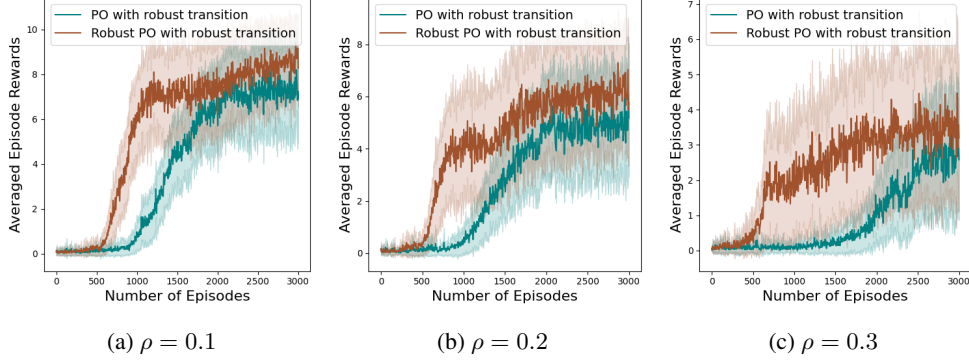 PO with robust transition
Robust PO with robust transition
Averaged Episode Rewards
10
8
6
4
2
0
0 500 1000 1500 2000 2500 3000
Number of Episodes
(a) ρ = 0.1
PO with robust transition
Robust PO with robust transition
Averaged Episode Rewards
8
6
4
2
0
0 500 1000 1500 2000 2500 3000
Number of Episodes
(b) ρ = 0.2
PO with robust transition
Robust PO with robust transition
Averaged Episode Rewards
7
6
5
4
3
2
1
0
0 500 1000 1500 2000 2500 3000
Number of Episodes
(c) ρ = 0.3